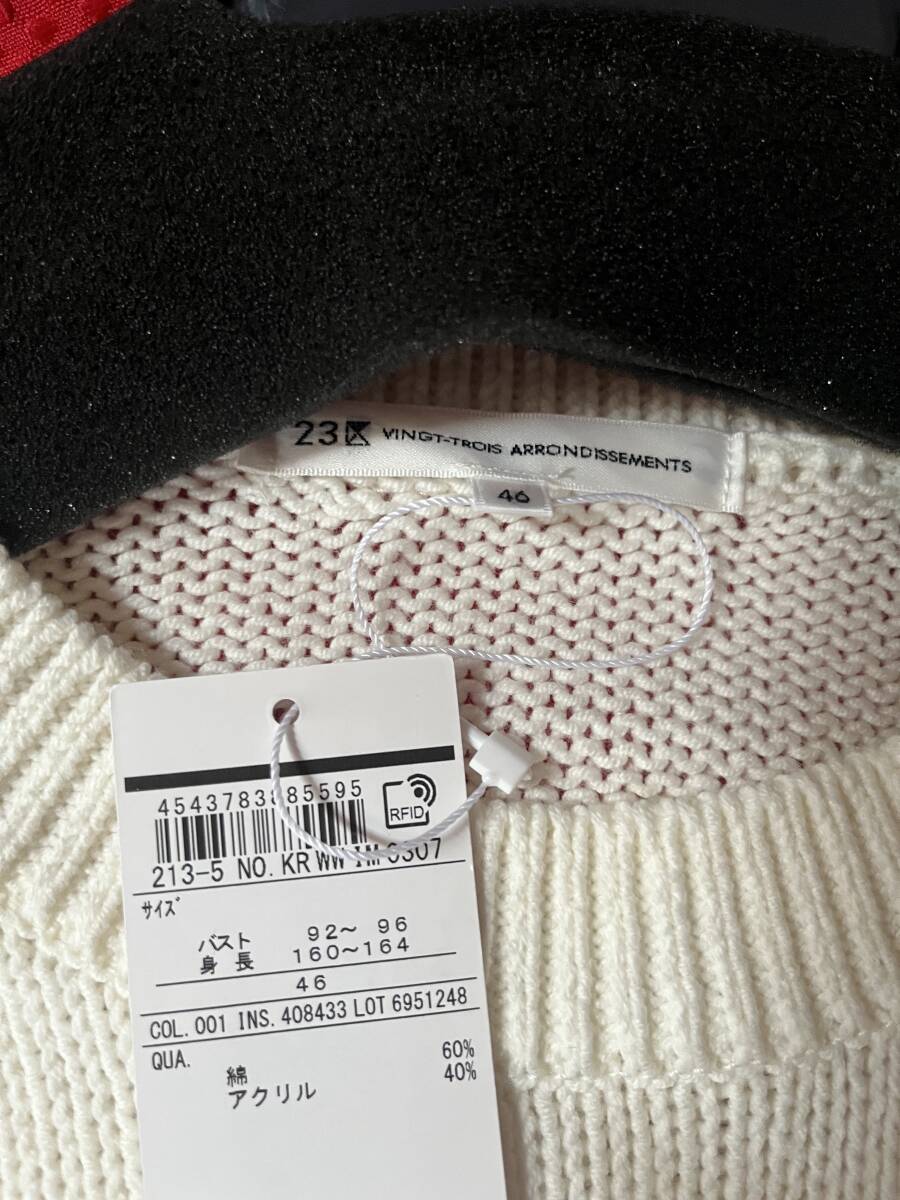 23区 VINGT-TROIS ARRONDISSEMENTS
46
4543783885595
RFID
213-5 NO. KRWWIM0307
サイズ
バスト 92～ 96
身 長 160～164
46
COL. 001 INS. 408433 LOT 6951248
QUA.
綿 60%
アクリル 40%